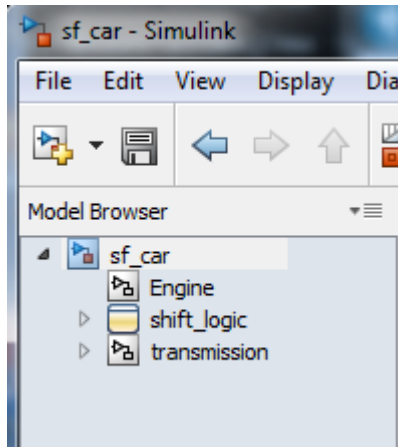 sf_car - Simulink
File Edit View Display Dia
Model Browser
sf_car
Engine
shift_logic
transmission